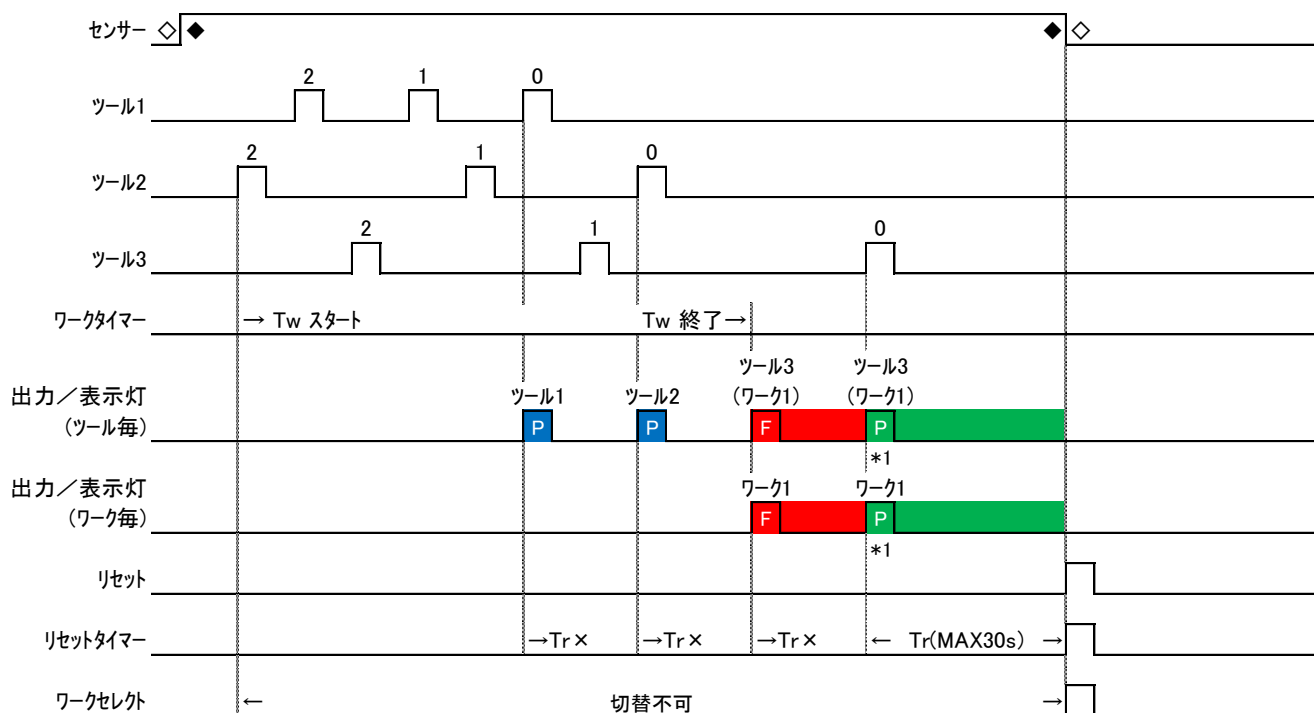 センサー ◇ ◆ ◆ ◇
2 1 0
ツール1
2 1 0
ツール2
2 1 0
ツール3
ワークタイマー → Tw スタート Tw 終了→
ツール3 ツール3
出力／表示灯 ツール1 ツール2 (ワーク1) (ワーク1)
(ツール毎) P P F P
*1
出力／表示灯 ワーク1 ワーク1
(ワーク毎) F P
*1
リセット
リセットタイマー →Tr× →Tr× →Tr× ← Tr(MAX30s) →
ワークセレクト ← 切替不可 →